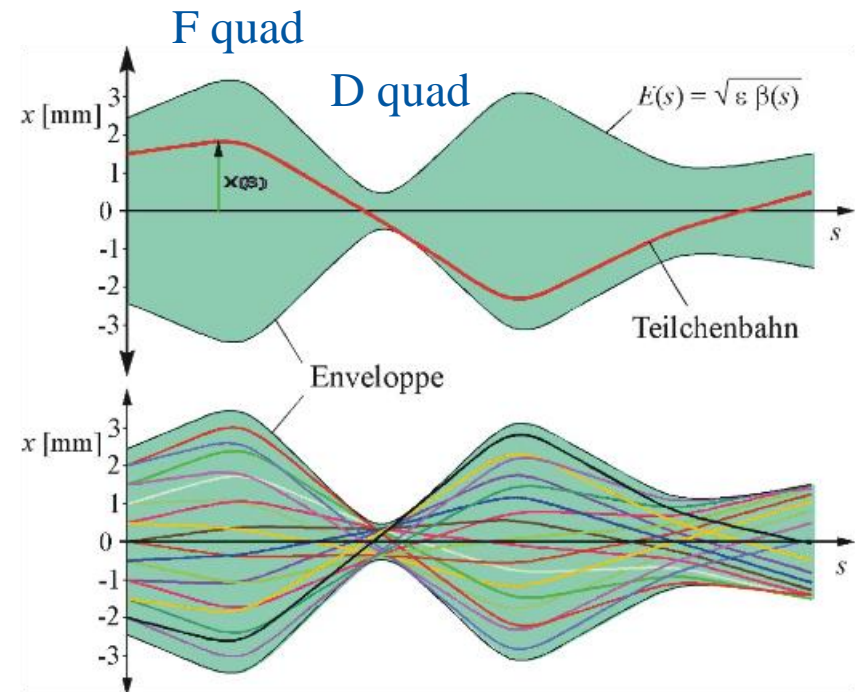 F quad
D quad
x [mm]
E(s) = √ε β(s)
3
2
1
0
-1
-2
-3
x(s)
s
Teilchenbahn
Enveloppe
x [mm]
3
2
1
0
-1
-2
-3
s